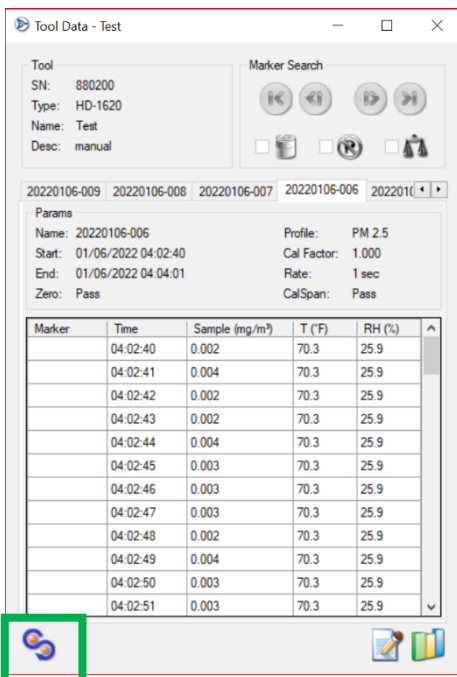 Tool Data - Test
Tool
SN: 880200
Type: HD-1620
Name: Test
Desc: manual
Marker Search
20220106-009 20220106-008 20220106-007 20220106-006 2022010
Params
Name: 20220106-006 Profile: PM 2.5
Start: 01/06/2022 04:02:40 Cal Factor: 1.000
End: 01/06/2022 04:04:01 Rate: 1 sec
Zero: Pass CalSpan: Pass
Marker Time Sample (mg/m³) T (°F) RH (%)
04:02:40 0.002 70.3 25.9
04:02:41 0.004 70.3 25.9
04:02:42 0.002 70.3 25.9
04:02:43 0.002 70.3 25.9
04:02:44 0.004 70.3 25.9
04:02:45 0.003 70.3 25.9
04:02:46 0.003 70.3 25.9
04:02:47 0.003 70.3 25.9
04:02:48 0.002 70.3 25.9
04:02:49 0.004 70.3 25.9
04:02:50 0.003 70.3 25.9
04:02:51 0.003 70.3 25.9